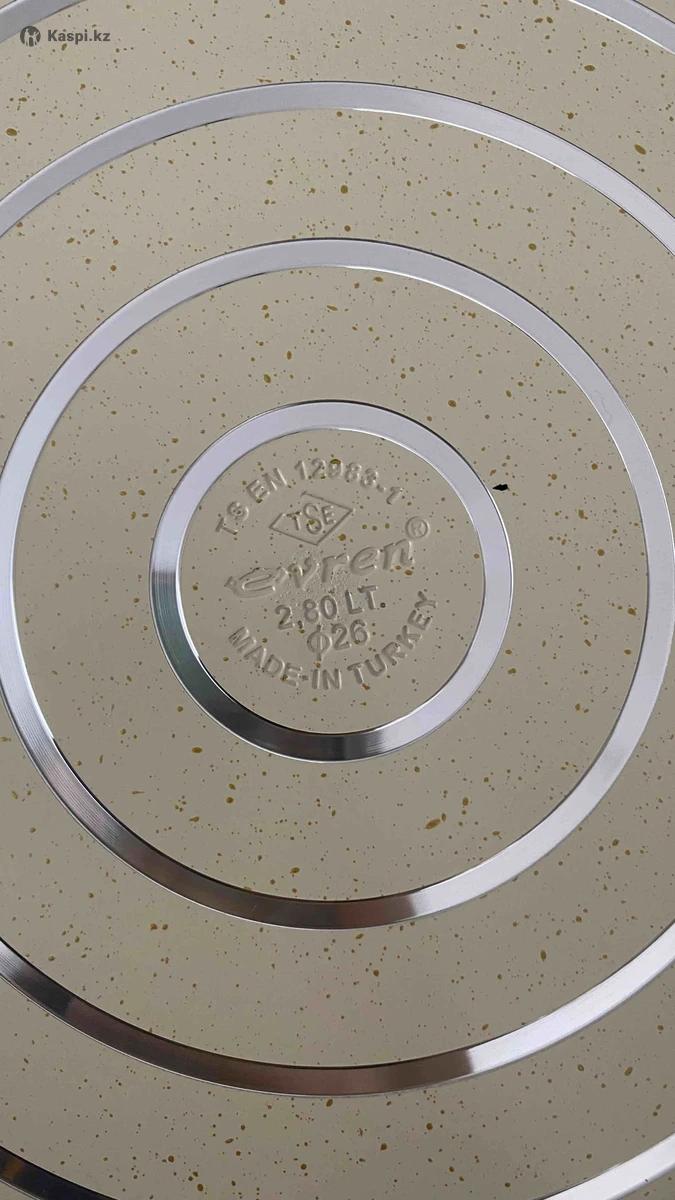 Kaspi.kz
TS EN 12983-1
TSE
evren®
2,80 LT.
ϕ26
MADE-IN TURKEY